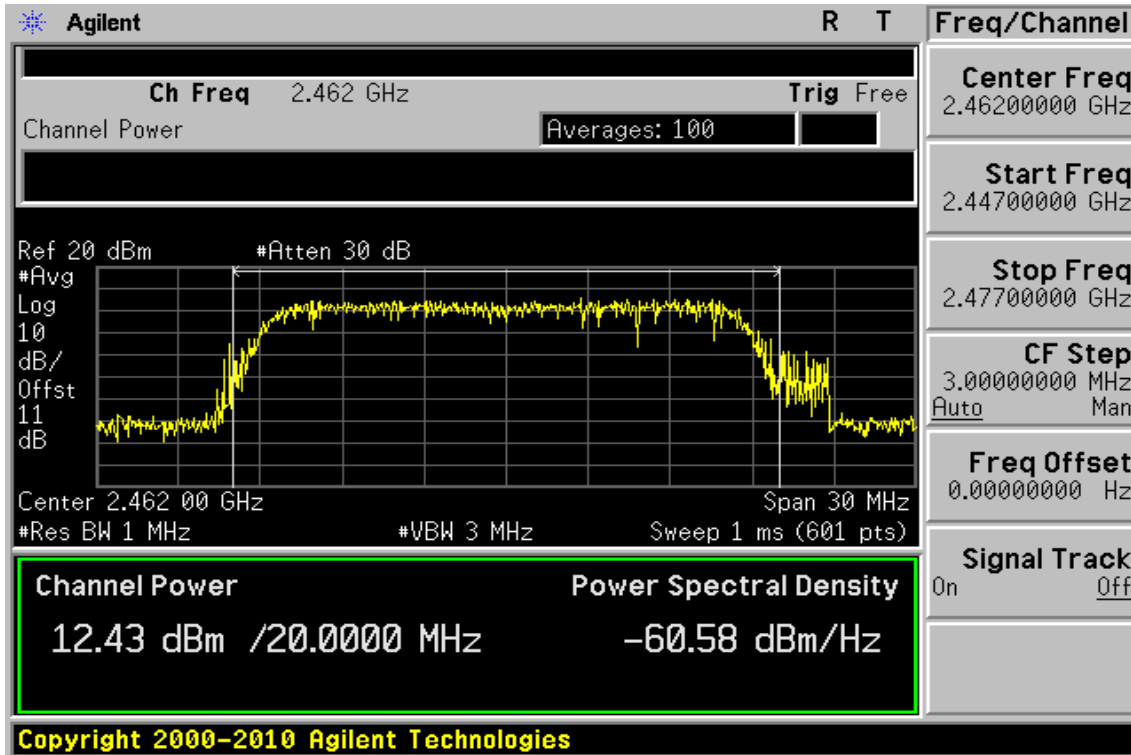 Agilent R T
Freq/Channel
Ch Freq 2.462 GHz Trig Free
Channel Power Averages: 100
Ref 20 dBm #Atten 30 dB
#Avg
Log
10
dB/
Offst
11
dB
Center 2.462 00 GHz Span 30 MHz
#Res BW 1 MHz #VBW 3 MHz Sweep 1 ms (601 pts)
Channel Power Power Spectral Density
12.43 dBm /20.0000 MHz -60.58 dBm/Hz
Copyright 2000-2010 Agilent Technologies
Center Freq
2.46200000 GHz
Start Freq
2.44700000 GHz
Stop Freq
2.47700000 GHz
CF Step
3.00000000 MHz
Auto Man
Freq Offset
0.00000000 Hz
Signal Track
On Off